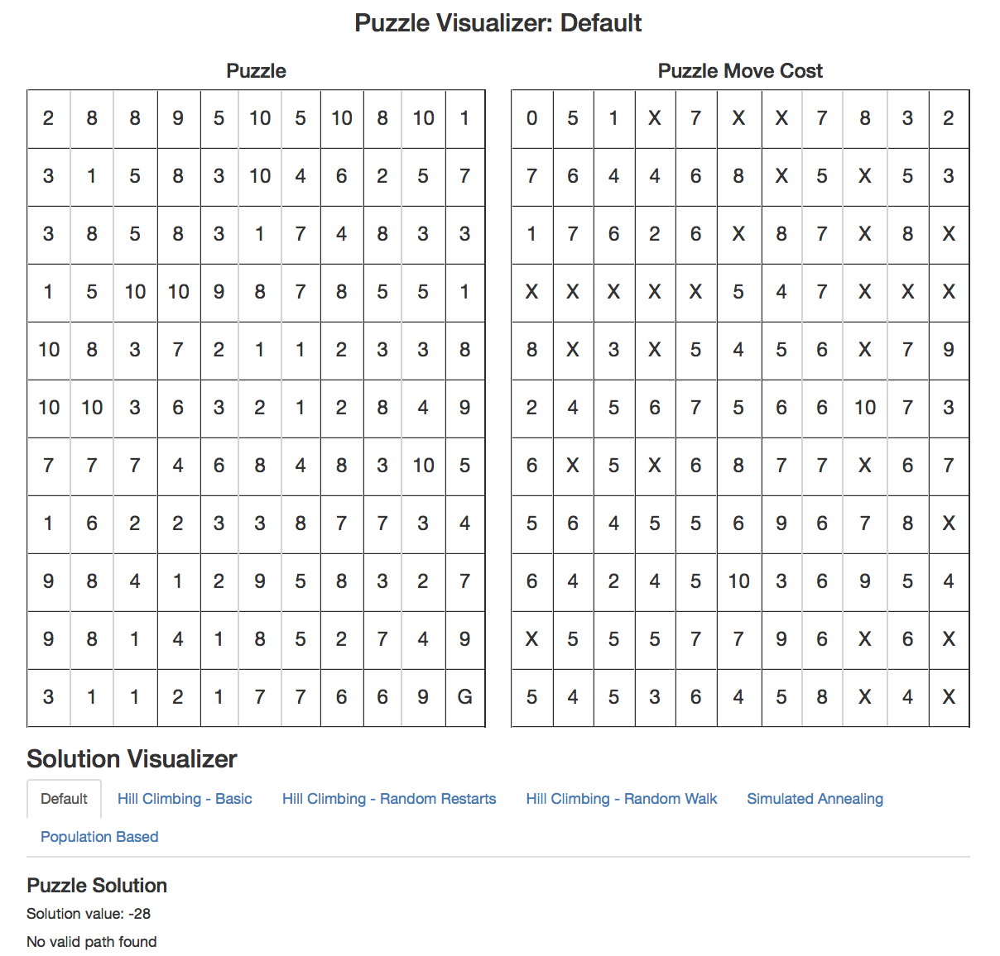 Puzzle Visualizer: Default
Puzzle Puzzle Move Cost
2 8 8 9 5 10 5 10 8 10 1 0 5 1 X 7 X X 7 8 3 2
3 1 5 8 3 10 4 6 2 5 7 7 6 4 4 6 8 X 5 X 5 3
3 8 5 8 3 1 7 4 8 3 3 1 7 6 2 6 X 8 7 X 8 X
1 5 10 10 9 8 7 8 5 5 1 X X X X X 5 4 7 X X X
10 8 3 7 2 1 1 2 3 3 8 8 X 3 X 5 4 5 6 X 7 9
10 10 3 6 3 2 1 2 8 4 9 2 4 5 6 7 5 6 6 10 7 3
7 7 7 4 6 8 4 8 3 10 5 6 X 5 X 6 8 7 7 X 6 7
1 6 2 2 3 3 8 7 7 3 4 5 6 4 5 5 6 9 6 7 8 X
9 8 4 1 2 9 5 8 3 2 7 6 4 2 4 5 10 3 6 9 5 4
9 8 1 4 1 8 5 2 7 4 9 X 5 5 5 7 7 9 6 X 6 X
3 1 1 2 1 7 7 6 6 9 G 5 4 5 3 6 4 5 8 X 4 X
Solution Visualizer
Default Hill Climbing - Basic Hill Climbing - Random Restarts Hill Climbing - Random Walk Simulated Annealing
Population Based
Puzzle Solution
Solution value: -28
No valid path found